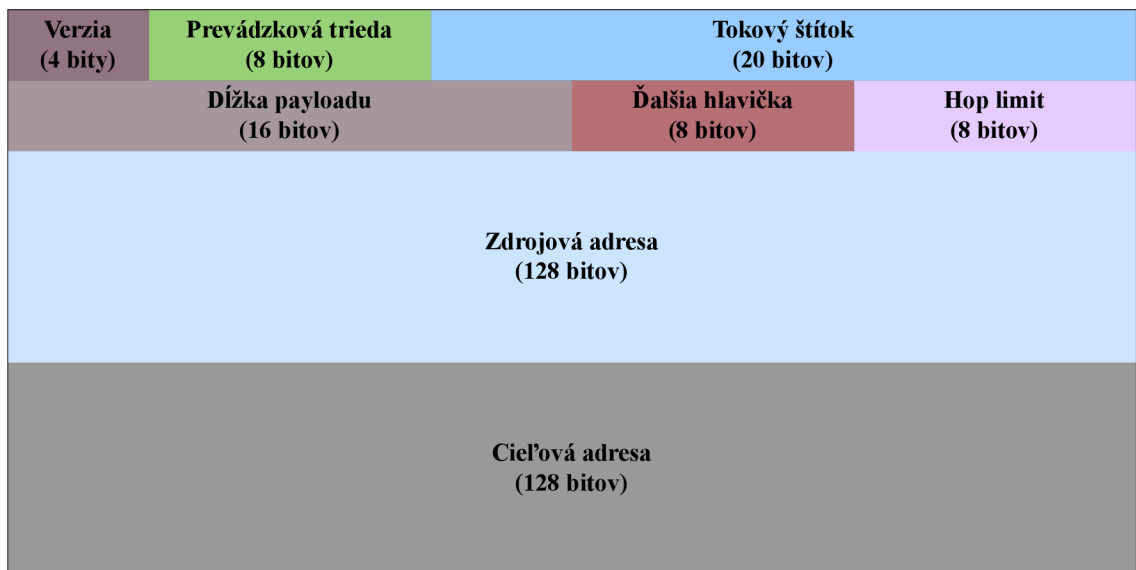 Verzia
(4 bity)
Prevádzková trieda
(8 bitov)
Tokový štítok
(20 bitov)
Dĺžka payloadu
(16 bitov)
Ďalšia hlavička
(8 bitov)
Hop limit
(8 bitov)
Zdrojová adresa
(128 bitov)
Cieľová adresa
(128 bitov)